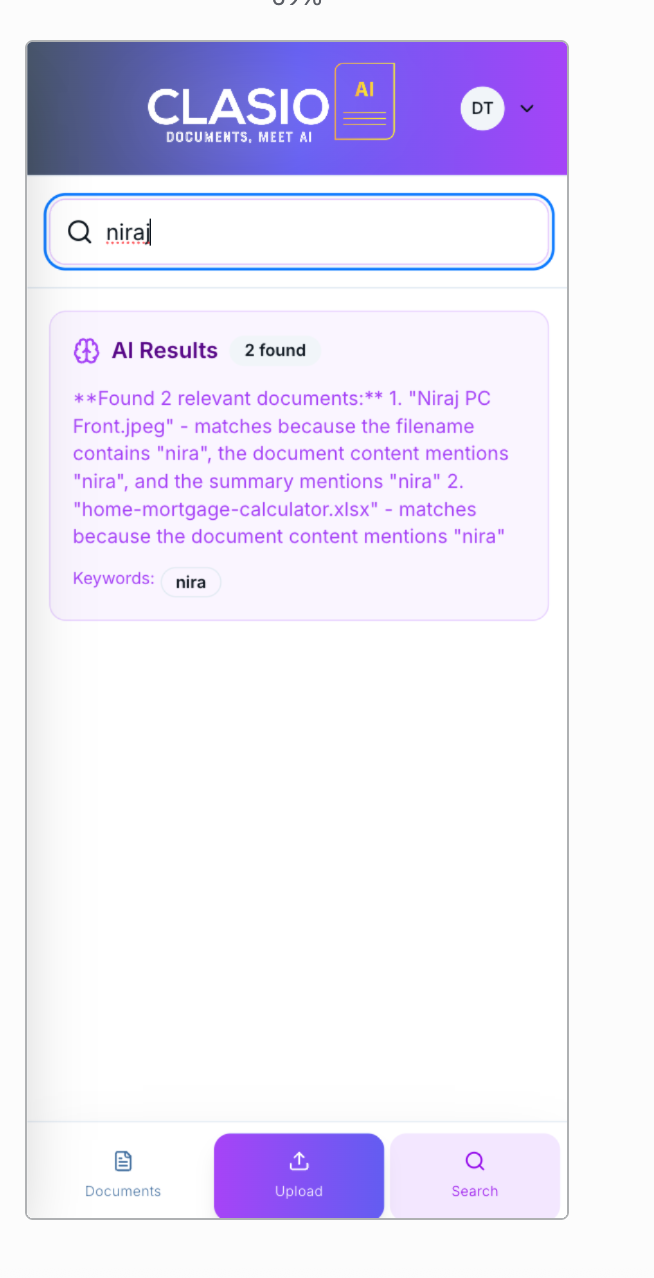 CLASIO
AI
DOCUMENTS, MEET AI
DT
niraj
AI Results
2 found
**Found 2 relevant documents:** 1. "Niraj PC
Front.jpeg" - matches because the filename
contains "nira", the document content mentions
"nira", and the summary mentions "nira" 2.
"home-mortgage-calculator.xlsx" - matches
because the document content mentions "nira"
Keywords: nira
Documents
Upload
Search